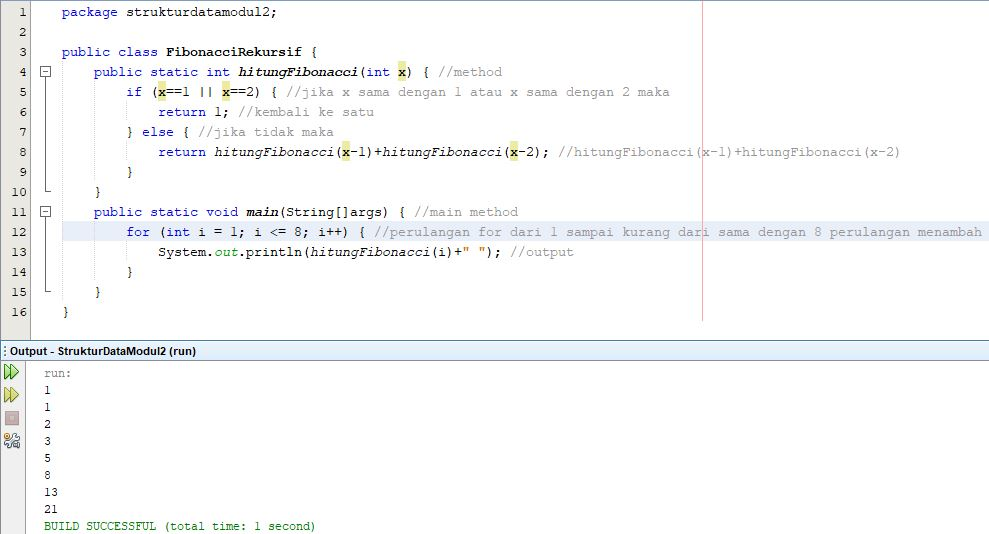 1 package strukturdatamodul2;
2
3 public class FibonacciRekursif {
4 public static int hitungFibonacci(int x) { //method
5 if (x==1 || x==2) { //jika x sama dengan 1 atau x sama dengan 2 maka
6 return 1; //kembali ke satu
7 } else { //jika tidak maka
8 return hitungFibonacci(x-1)+hitungFibonacci(x-2); //hitungFibonacci(x-1)+hitungFibonacci(x-2)
9 }
10 }
11 public static void main(String[]args) { //main method
12 for (int i = 1; i <= 8; i++) { //perulangan for dari 1 sampai kurang dari sama dengan 8 perulangan menambah
13 System.out.println(hitungFibonacci(i)+" "); //output
14 }
15 }
16 }
Output - StrukturDataModul2 (run)
run:
1
1
2
3
5
8
13
21
BUILD SUCCESSFUL (total time: 1 second)